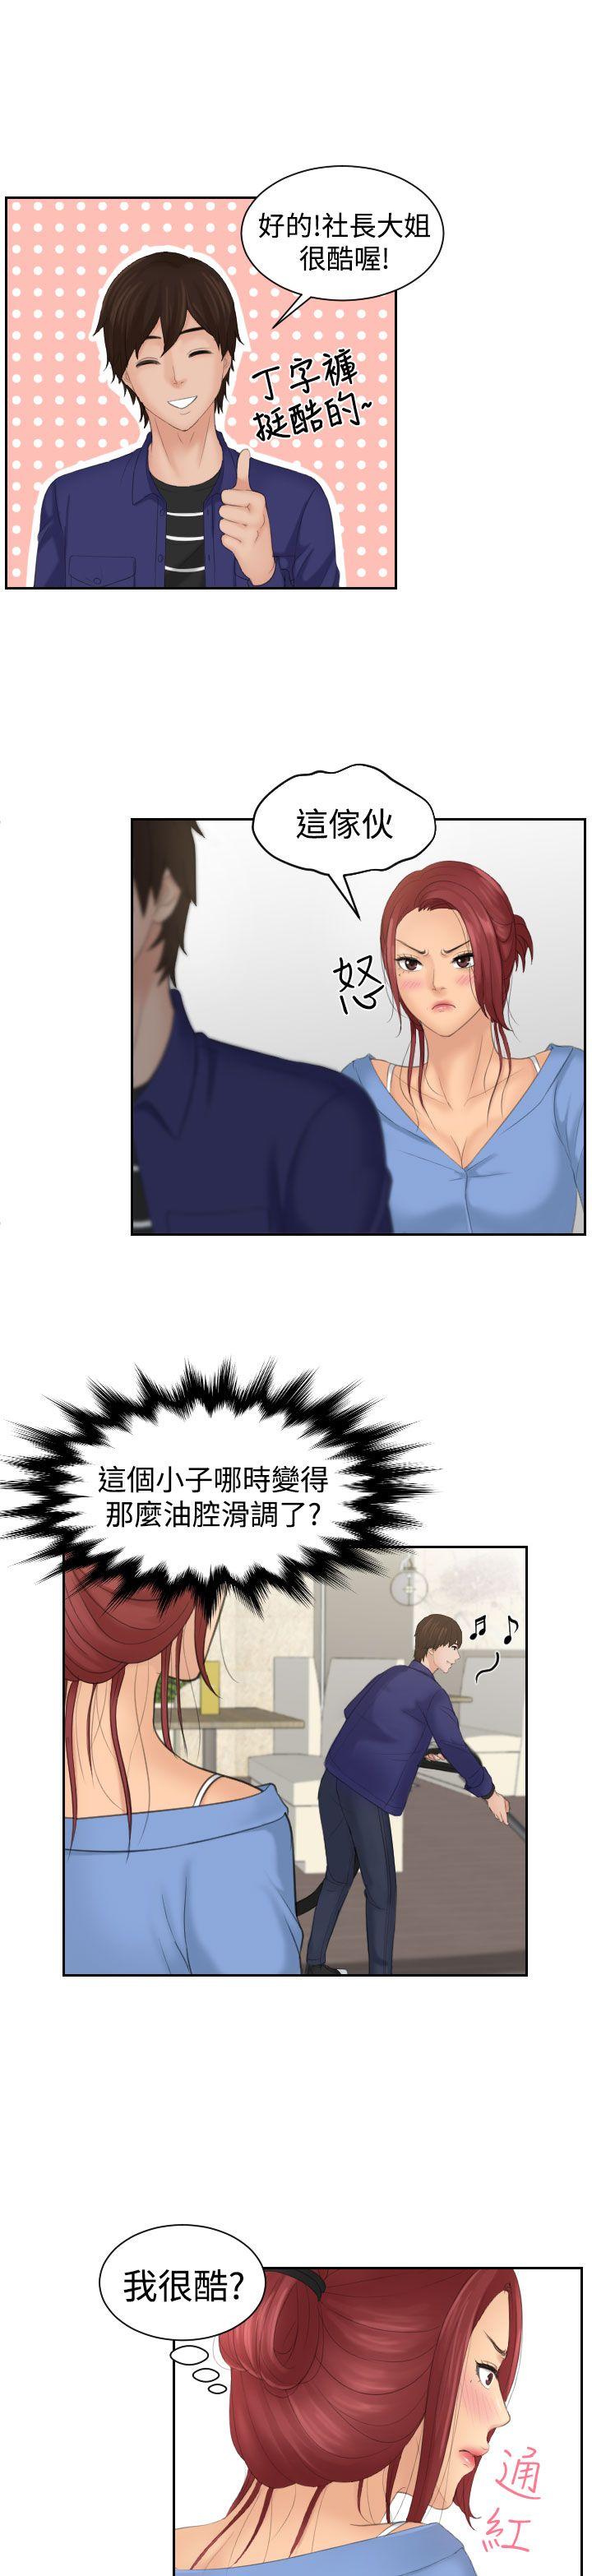 好的!社長大姐
很酷喔!
丁字褲
挺酷的~
這傢伙
怒
這個小子哪時變得
那麼油腔滑調了?
我很酷?
通
紅